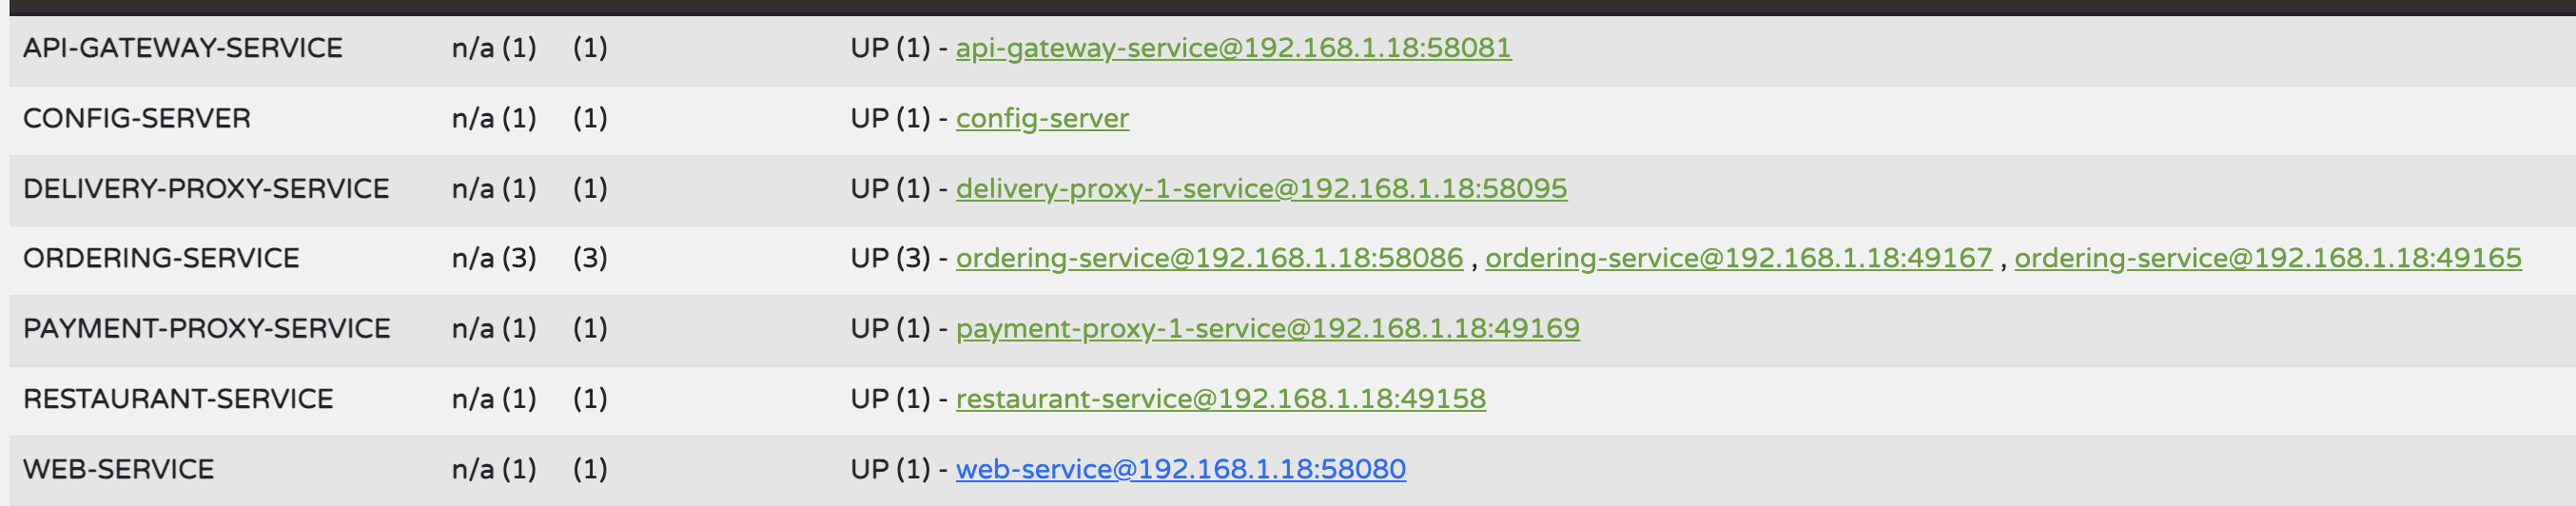 API-GATEWAY-SERVICE n/a (1) (1) UP (1) - api-gateway-service@192.168.1.18:58081
CONFIG-SERVER n/a (1) (1) UP (1) - config-server
DELIVERY-PROXY-SERVICE n/a (1) (1) UP (1) - delivery-proxy-1-service@192.168.1.18:58095
ORDERING-SERVICE n/a (3) (3) UP (3) - ordering-service@192.168.1.18:58086 , ordering-service@192.168.1.18:49167 , ordering-service@192.168.1.18:49165
PAYMENT-PROXY-SERVICE n/a (1) (1) UP (1) - payment-proxy-1-service@192.168.1.18:49169
RESTAURANT-SERVICE n/a (1) (1) UP (1) - restaurant-service@192.168.1.18:49158
WEB-SERVICE n/a (1) (1) UP (1) - web-service@192.168.1.18:58080